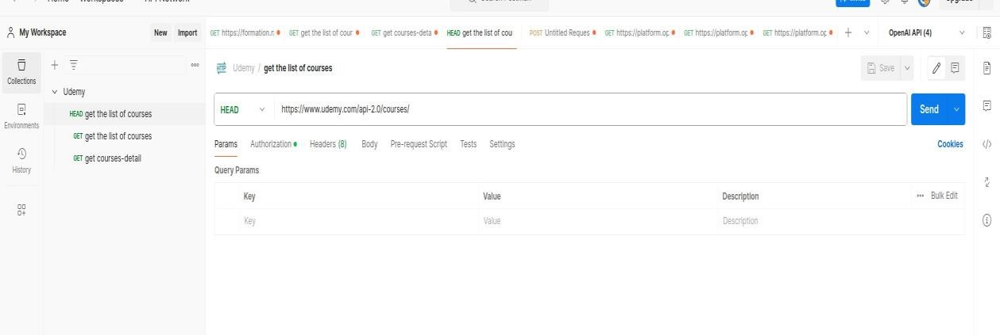 Home Workspaces API Network Search Postman Invite Upgrade
My Workspace New Import GET https://formation.n GET get the list of cour GET get courses-deta HEAD get the list of cou POST Untitled Reques GET https://platform.op GET https://platform.op GET https://platform.op OpenAI API (4)
Collections
Environments
History
Udemy
HEAD get the list of courses
GET get the list of courses
GET get courses-detail
HTTP Udemy / get the list of courses Save
HEAD https://www.udemy.com/api-2.0/courses/ Send
Params Authorization Headers (8) Body Pre-request Script Tests Settings Cookies
Query Params
Key Value Description Bulk Edit
Key Value Description